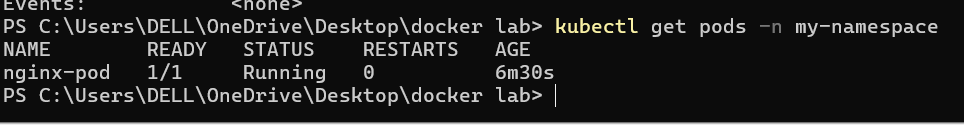 Events:            <none>
PS C:\Users\DELL\OneDrive\Desktop\docker lab> kubectl get pods -n my-namespace
NAME        READY   STATUS    RESTARTS   AGE
nginx-pod   1/1     Running   0          6m30s
PS C:\Users\DELL\OneDrive\Desktop\docker lab>